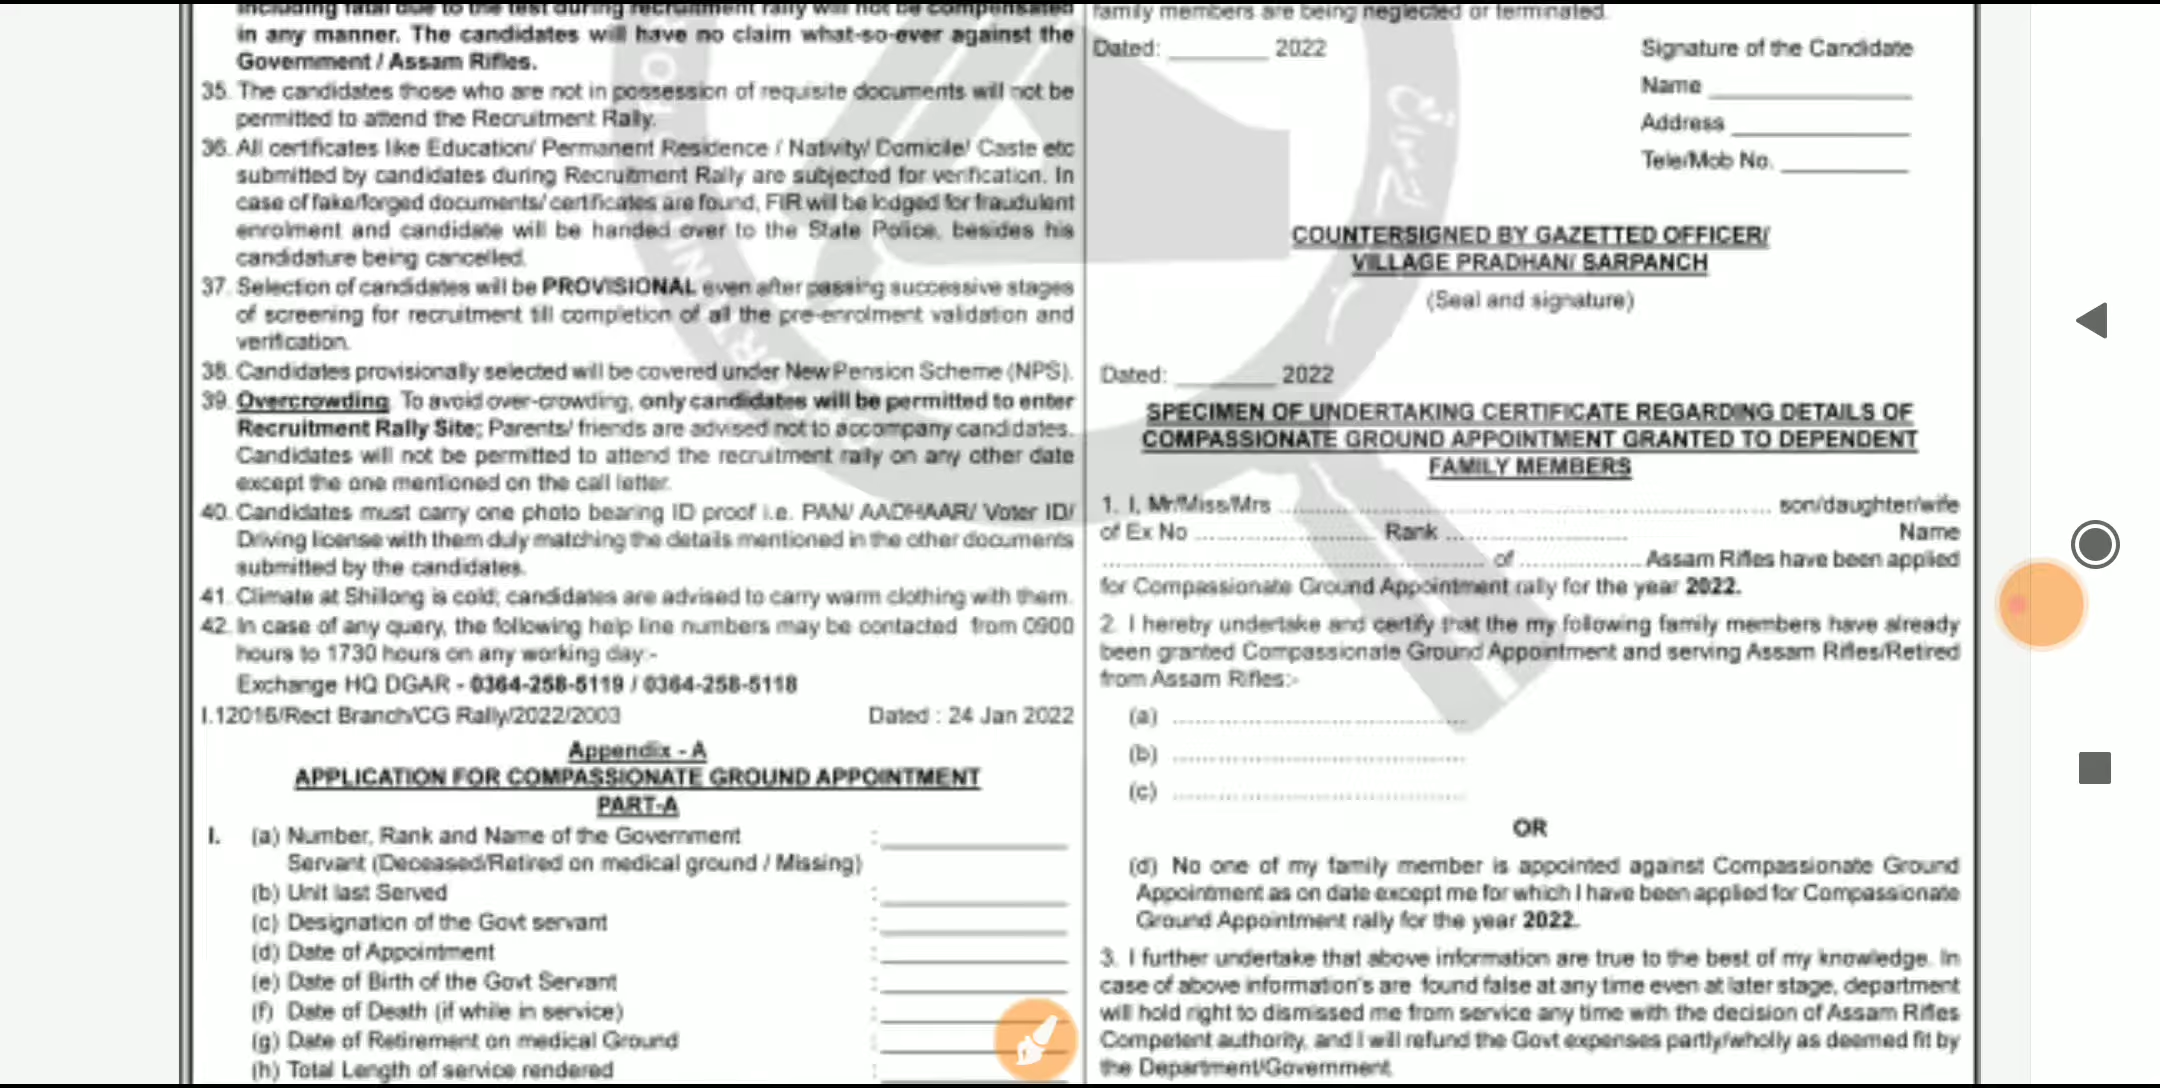 including fatal due to the test during recruitment rally will not be compensated
in any manner. The candidates will have no claim what-so-ever against the
Government / Assam Rifles.
35. The candidates those who are not in possession of requisite documents will not be
permitted to attend the Recruitment Rally.
36. All certificates like Education/ Permanent Residence / Nativity/ Domicile/ Caste etc
submitted by candidates during Recruitment Rally are subjected for verification. In
case of fake/forged documents/ certificates are found, FIR will be lodged for fraudulent
enrolment and candidate will be handed over to the State Police, besides his
candidature being cancelled.
37. Selection of candidates will be PROVISIONAL even after passing successive stages
of screening for recruitment till completion of all the pre-enrolment validation and
verification.
38. Candidates provisionally selected will be covered under New Pension Scheme (NPS).
39. Overcrowding. To avoid over-crowding, only candidates will be permitted to enter
Recruitment Rally Site; Parents/ friends are advised not to accompany candidates.
Candidates will not be permitted to attend the recruitment rally on any other date
except the one mentioned on the call letter.
40. Candidates must carry one photo bearing ID proof i.e. PAN/ AADHAAR/ Voter ID/
Driving license with them duly matching the details mentioned in the other documents
submitted by the candidates.
41. Climate at Shillong is cold; candidates are advised to carry warm clothing with them.
42. In case of any query, the following help line numbers may be contacted from 0900
hours to 1730 hours on any working day:-
Exchange HQ DGAR - 0364-258-5119 / 0364-258-5118
I.12016/Rect Branch/CG Rally/2022/2003 Dated : 24 Jan 2022
Appendix - A
APPLICATION FOR COMPASSIONATE GROUND APPOINTMENT
PART-A
I. (a) Number, Rank and Name of the Government : ____________
Servant (Deceased/Retired on medical ground / Missing)
(b) Unit last Served : ____________
(c) Designation of the Govt servant : ____________
(d) Date of Appointment : ____________
(e) Date of Birth of the Govt Servant : ____________
(f) Date of Death (if while in service) : ____________
(g) Date of Retirement on medical Ground : ____________
(h) Total Length of service rendered : ____________
family members are being neglected or terminated.
Dated: ________ 2022 Signature of the Candidate
Name ____________
Address ____________
Tele/Mob No. ____________
COUNTERSIGNED BY GAZETTED OFFICER/
VILLAGE PRADHAN/ SARPANCH
(Seal and signature)
Dated: ________ 2022
SPECIMEN OF UNDERTAKING CERTIFICATE REGARDING DETAILS OF
COMPASSIONATE GROUND APPOINTMENT GRANTED TO DEPENDENT
FAMILY MEMBERS
1. I, Mr/Miss/Mrs ........................ son/daughter/wife
of Ex No ............ Rank ............ Name
........................ of ............ Assam Rifles have been applied
for Compassionate Ground Appointment rally for the year 2022.
2. I hereby undertake and certify that the my following family members have already
been granted Compassionate Ground Appointment and serving Assam Rifles/Retired
from Assam Rifles:-
(a) ........................
(b) ........................
(c) ........................
OR
(d) No one of my family member is appointed against Compassionate Ground
Appointment as on date except me for which I have been applied for Compassionate
Ground Appointment rally for the year 2022.
3. I further undertake that above information are true to the best of my knowledge. In
case of above information's are found false at any time even at later stage, department
will hold right to dismissed me from service any time with the decision of Assam Rifles
Competent authority, and I will refund the Govt expenses partly/wholly as deemed fit by
the Department/Government.